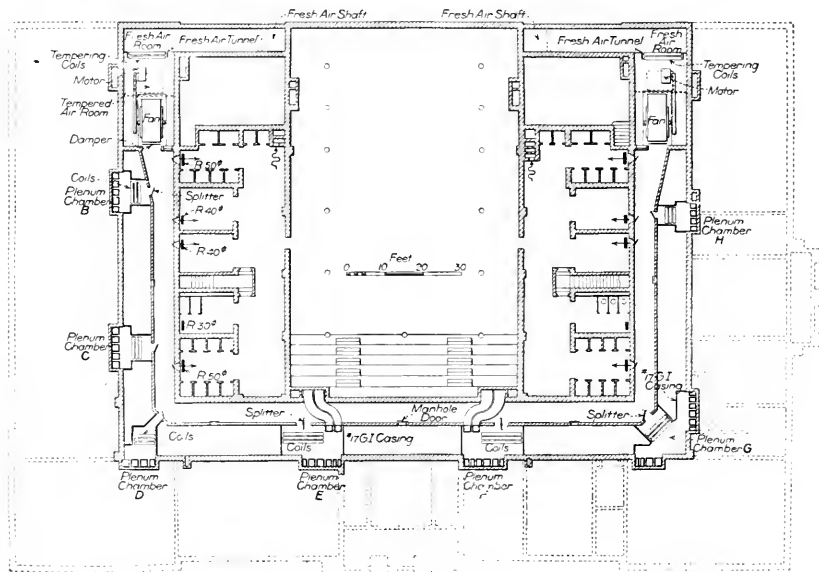 Fresh Air Shaft
Fresh Air Shaft
Fresh Air
Room
Fresh Air Tunnel
Fresh Air Tunnel
Fresh
Air
Room
Tempering
Coils
Motor
Tempered
Air Room
Fan
Damper
Tempering
Coils
Motor
Fan
R 50"
Coils
Plenum
Chamber
B
Splitter
R 40"
R 40"
Plenum
Chamber
H
Feet
0 10 20 30
Plenum
Chamber
C
R 30"
R 50"
#17 G I
Casing
Splitter
Manhole
Door
Splitter
Coils
Coils
#17 G I Casing
Coils
Plenum
Chamber G
Plenum
Chamber
D
Plenum
Chamber
E
Plenum
Chamber